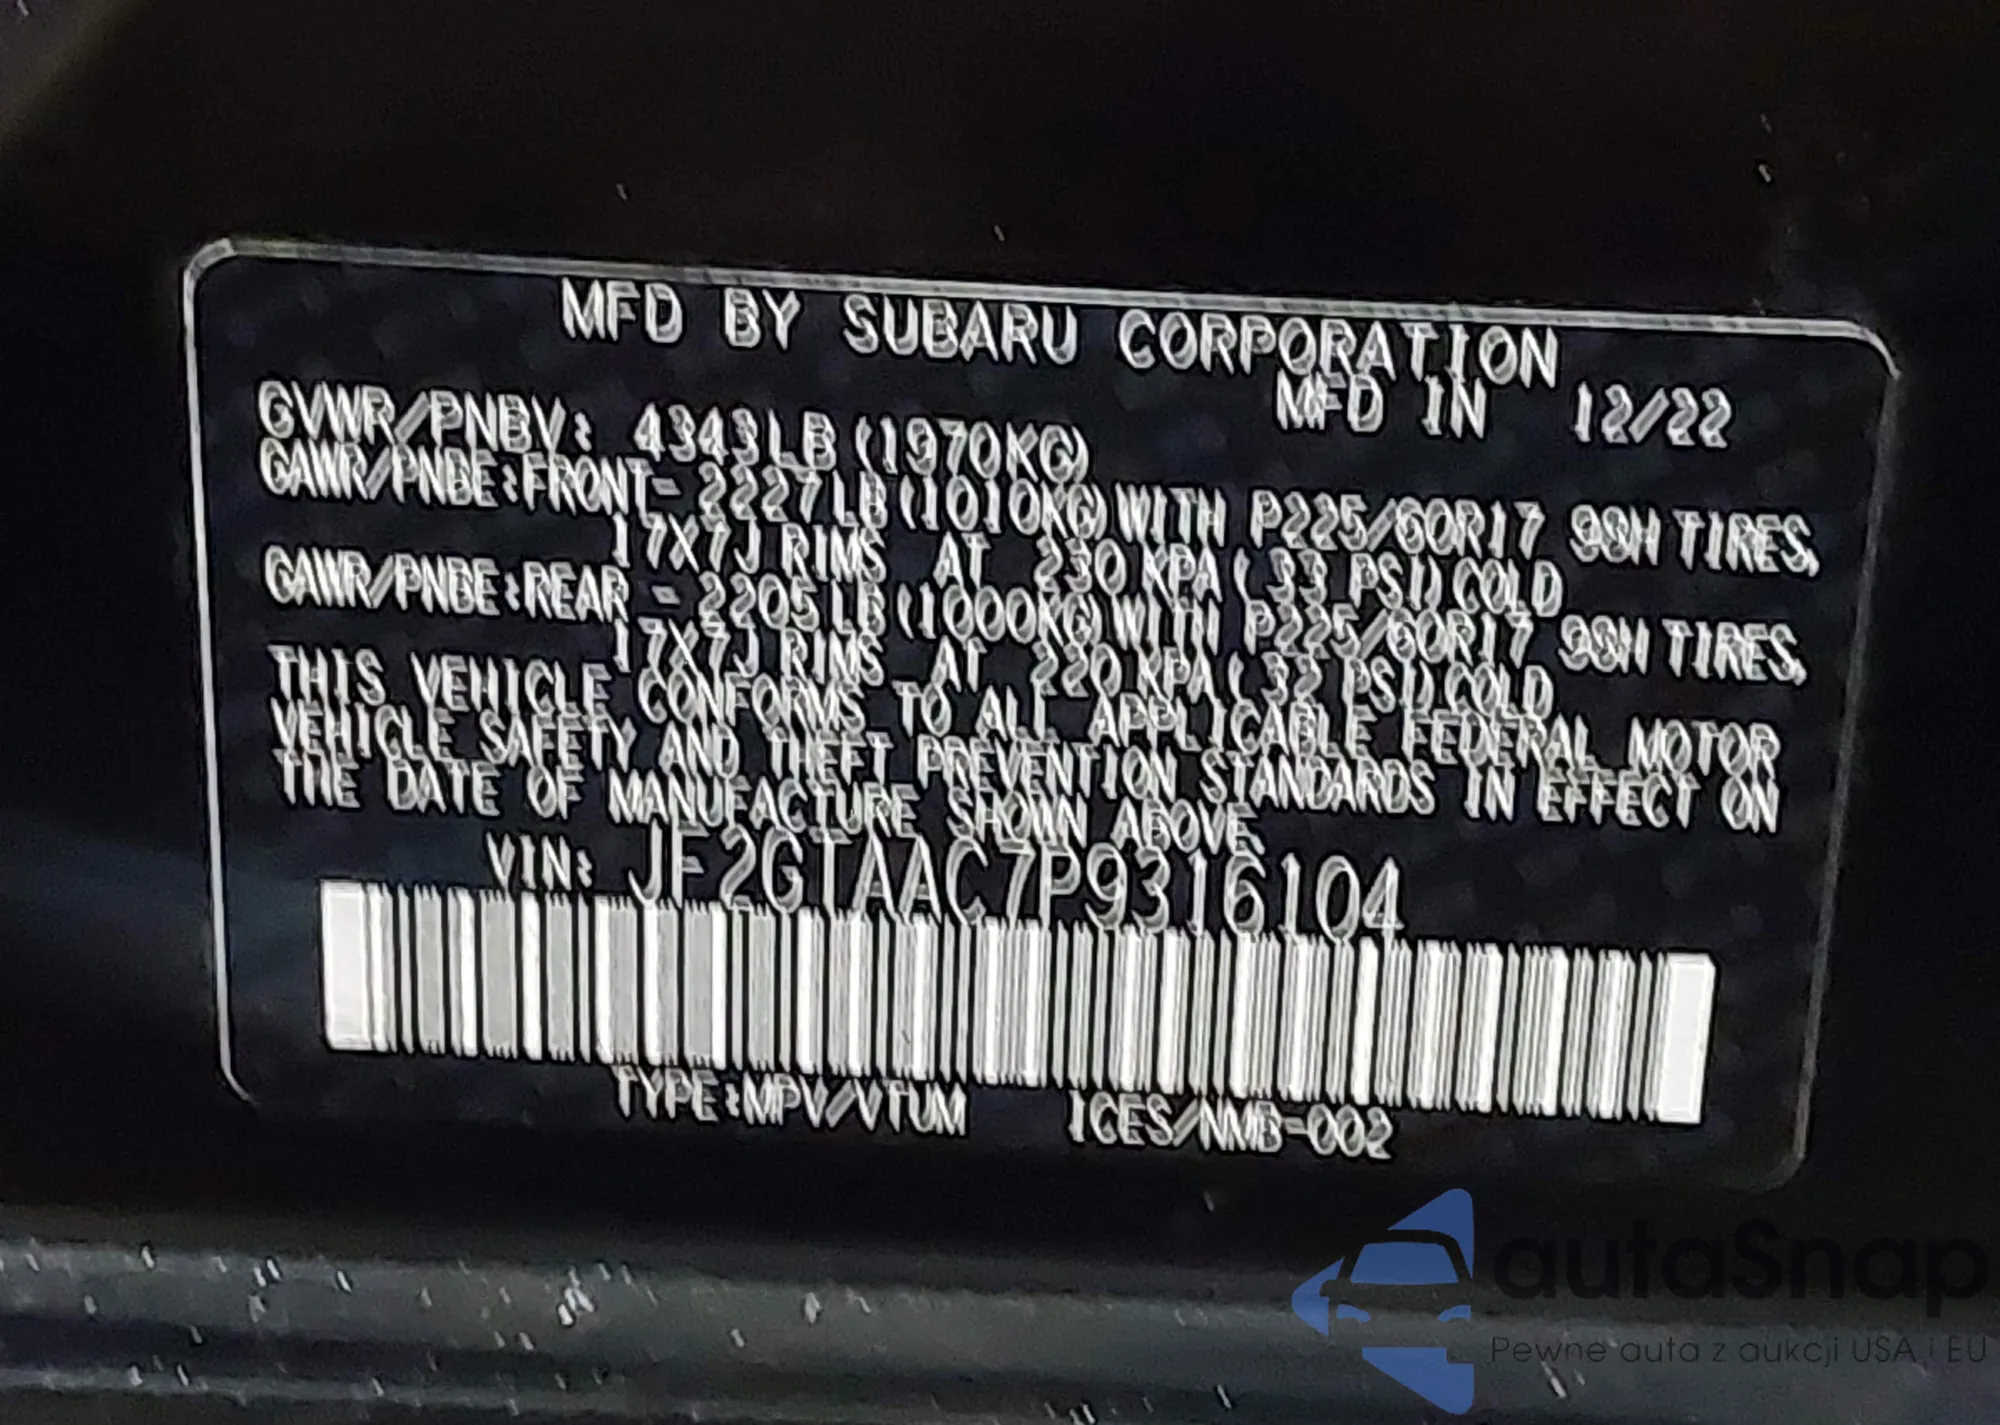 MFD BY SUBARU CORPORATION
MFD IN 12/22
GVWR/PNBV: 4343LB (1970KG)
GAWR/PNBE:FRONT- 2227LB (1010KG) WITH P225/60R17 98H TIRES,
17X7J RIMS AT 230 KPA ( 33 PSI) COLD
GAWR/PNBE:REAR - 2205LB (1000KG) WITH P225/60R17 98H TIRES,
17X7J RIMS AT 220 KPA ( 32 PSI) COLD
THIS VEHICLE CONFORMS TO ALL APPLICABLE FEDERAL MOTOR
VEHICLE SAFETY AND THEFT PREVENTION STANDARDS IN EFFECT ON
THE DATE OF MANUFACTURE SHOWN ABOVE.
VIN: JF2GTAAC7P9316104
TYPE:MPV/VTUM ICES/NMB-002
autaSnap
Pewne auta z aukcji USA i EU